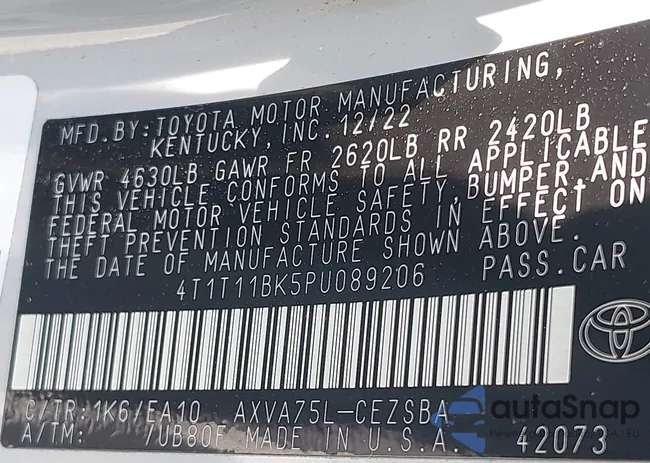 MFD.BY:TOYOTA MOTOR MANUFACTURING,
KENTUCKY,INC.12/22
GVWR 4630LB GAWR FR 2620LB RR 2420LB
THIS VEHICLE CONFORMS TO ALL APPLICABLE
FEDERAL MOTOR VEHICLE SAFETY,BUMPER AND
THEFT PREVENTION STANDARDS IN EFFECT ON
THE DATE OF MANUFACTURE SHOWN ABOVE.
4T1T11BK5PU089206 PASS.CAR
C/TR:1K6/EA10 AXVA75L-CEZSBA
A/TM: /UB80F MADE IN U.S.A. 42073
autoSnap